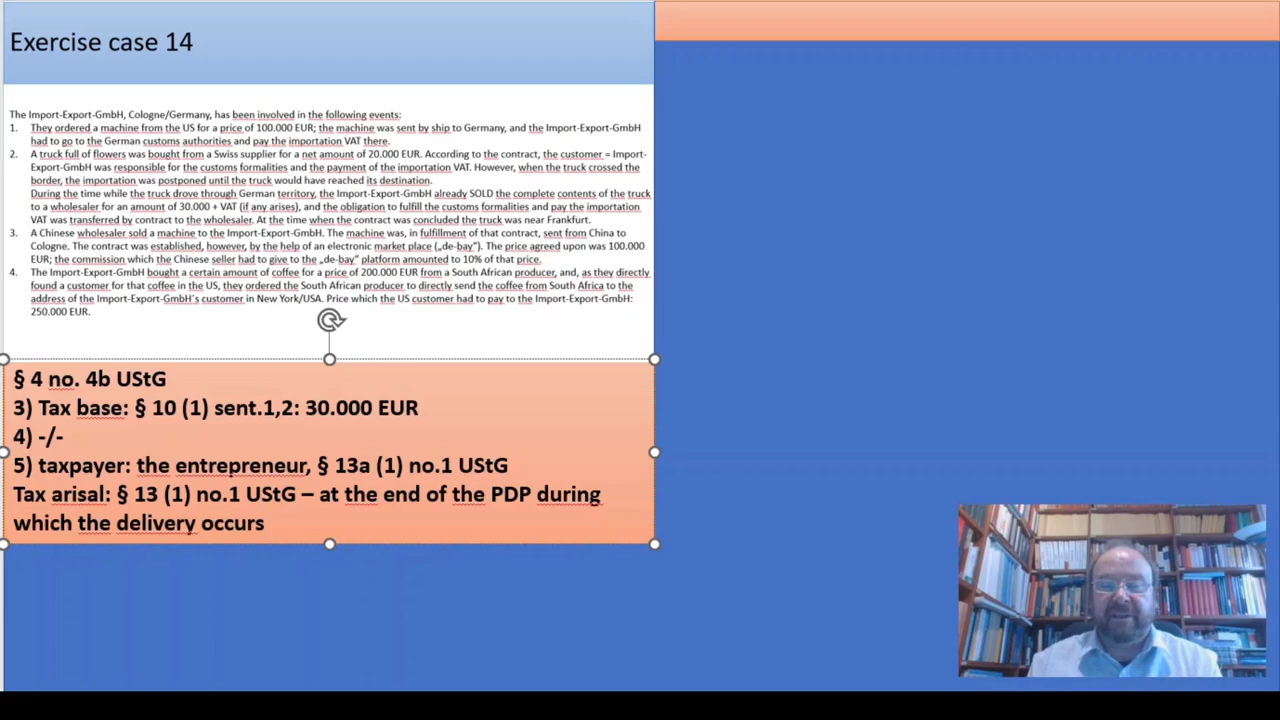 Exercise case 14
The Import-Export-GmbH, Cologne/Germany, has been involved in the following events:
1. They ordered a machine from the US for a price of 100.000 EUR; the machine was sent by ship to Germany, and the Import-Export-GmbH
had to go to the German customs authorities and pay the importation VAT there.
2. A truck full of flowers was bought from a Swiss supplier for a net amount of 20.000 EUR. According to the contract, the customer = Import-
Export-GmbH was responsible for the customs formalities and the payment of the importation VAT. However, when the truck crossed the
border, the importation was postponed until the truck would have reached its destination.
During the time while the truck drove through German territory, the Import-Export-GmbH already SOLD the complete contents of the truck
to a wholesaler for an amount of 30.000 + VAT (if any arises), and the obligation to fulfill the customs formalities and pay the importation
VAT was transferred by contract to the wholesaler. At the time when the contract was concluded the truck was near Frankfurt.
3. A Chinese wholesaler sold a machine to the Import-Export-GmbH. The machine was, in fulfillment of that contract, sent from China to
Cologne. The contract was established, however, by the help of an electronic market place („de-bay“). The price agreed upon was 100.000
EUR; the commission which the Chinese seller had to give to the „de-bay“ platform amounted to 10% of that price.
4. The Import-Export-GmbH bought a certain amount of coffee for a price of 200.000 EUR from a South African producer, and, as they directly
found a customer for that coffee in the US, they ordered the South African producer to directly send the coffee from South Africa to the
address of the Import-Export-GmbH´s customer in New York/USA. Price which the US customer had to pay to the Import-Export-GmbH:
250.000 EUR.
§ 4 no. 4b UStG
3) Tax base: § 10 (1) sent.1,2: 30.000 EUR
4) -/-
5) taxpayer: the entrepreneur, § 13a (1) no.1 UStG
Tax arisal: § 13 (1) no.1 UStG – at the end of the PDP during
which the delivery occurs